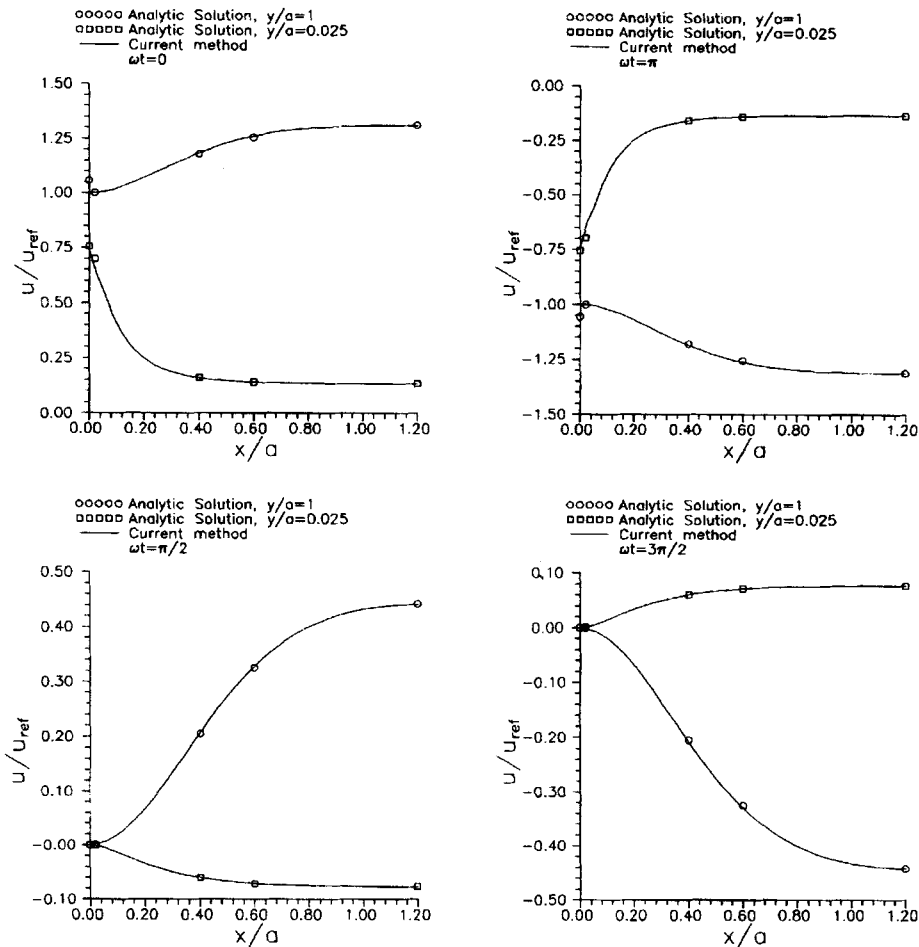 Analytic Solution, y/a=1
Analytic Solution, y/a=0.025
Current method
ωt=0
1.50
1.25
1.00
0.75
0.50
0.25
0.00
u/u_ref
0.00 0.20 0.40 0.60 0.80 1.00 1.20
x/a
Analytic Solution, y/a=1
Analytic Solution, y/a=0.025
Current method
ωt=π
0.00
−0.25
−0.50
−0.75
−1.00
−1.25
−1.50
u/u_ref
0.00 0.20 0.40 0.60 0.80 1.00 1.20
x/a
Analytic Solution, y/a=1
Analytic Solution, y/a=0.025
Current method
ωt=π/2
0.50
0.40
0.30
0.20
0.10
−0.00
−0.10
u/u_ref
0.00 0.20 0.40 0.60 0.80 1.00 1.20
x/a
Analytic Solution, y/a=1
Analytic Solution, y/a=0.025
Current method
ωt=3π/2
0.10
0.00
−0.10
−0.20
−0.30
−0.40
−0.50
u/u_ref
0.00 0.20 0.40 0.60 0.80 1.00 1.20
x/a